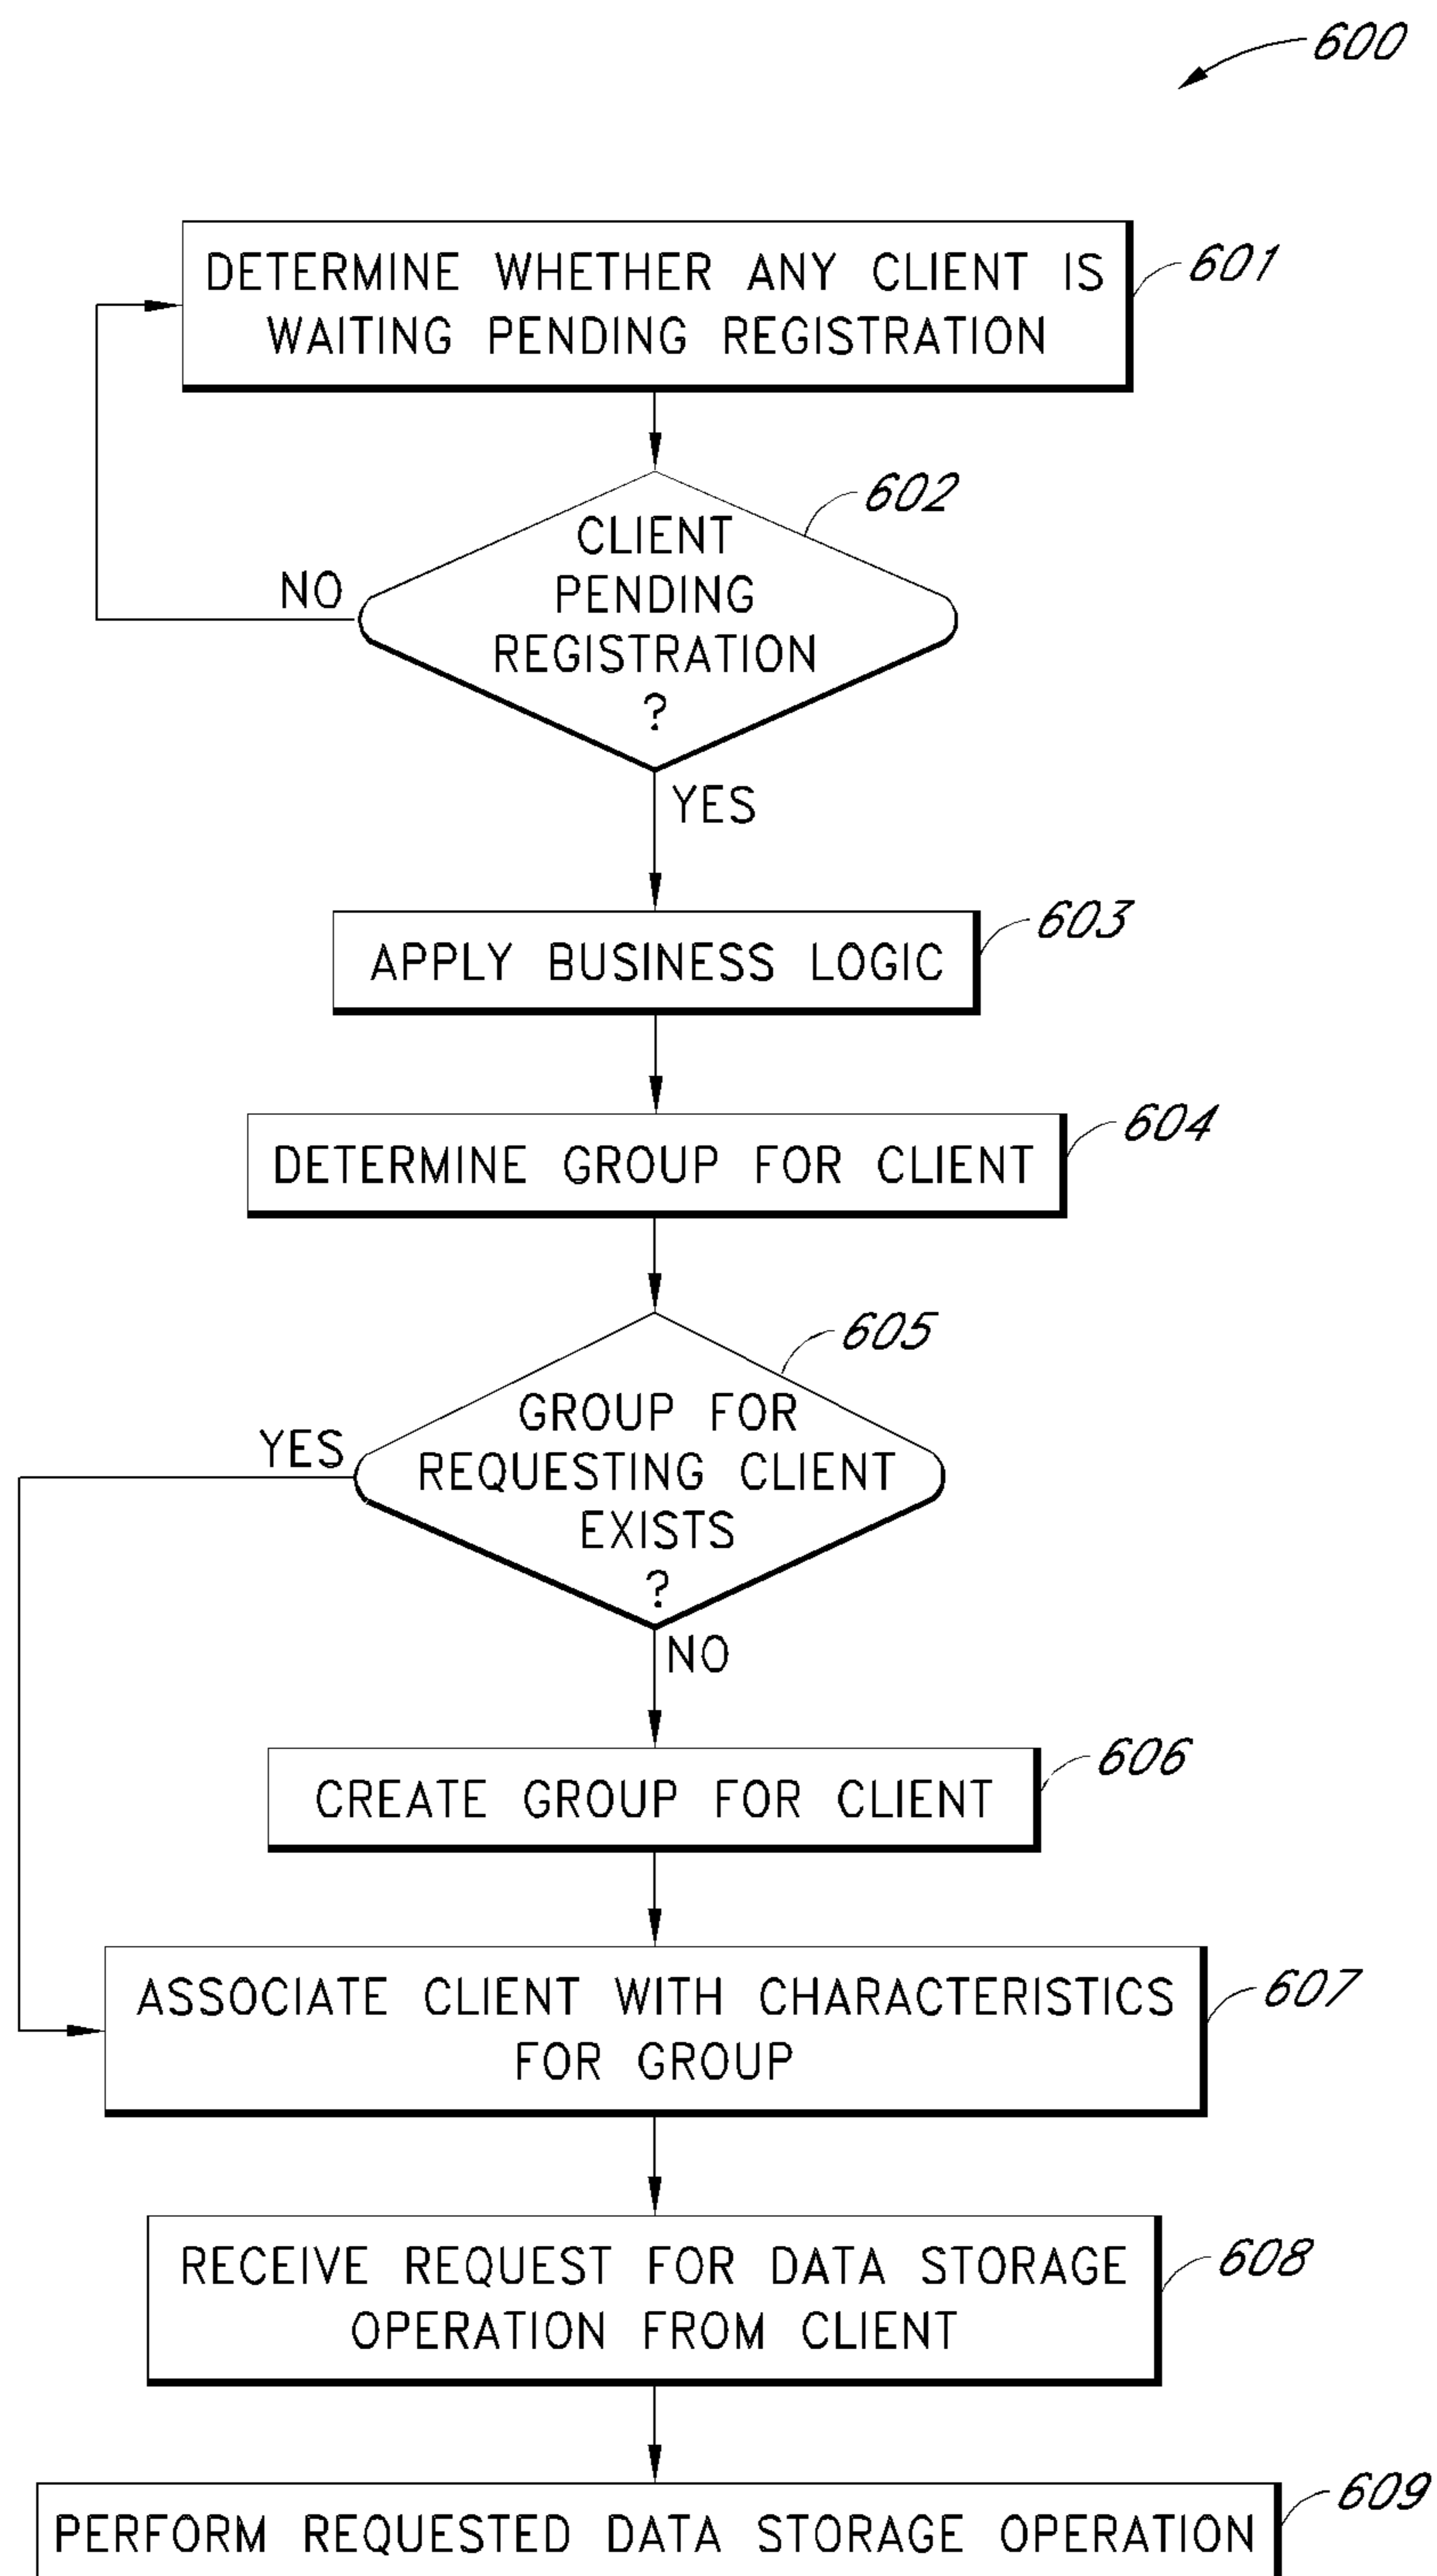 600
DETERMINE WHETHER ANY CLIENT IS
WAITING PENDING REGISTRATION
601
602
CLIENT
PENDING
REGISTRATION
?
NO
YES
603
APPLY BUSINESS LOGIC
604
DETERMINE GROUP FOR CLIENT
605
GROUP FOR
REQUESTING CLIENT
EXISTS
?
YES
NO
606
CREATE GROUP FOR CLIENT
607
ASSOCIATE CLIENT WITH CHARACTERISTICS
FOR GROUP
608
RECEIVE REQUEST FOR DATA STORAGE
OPERATION FROM CLIENT
609
PERFORM REQUESTED DATA STORAGE OPERATION